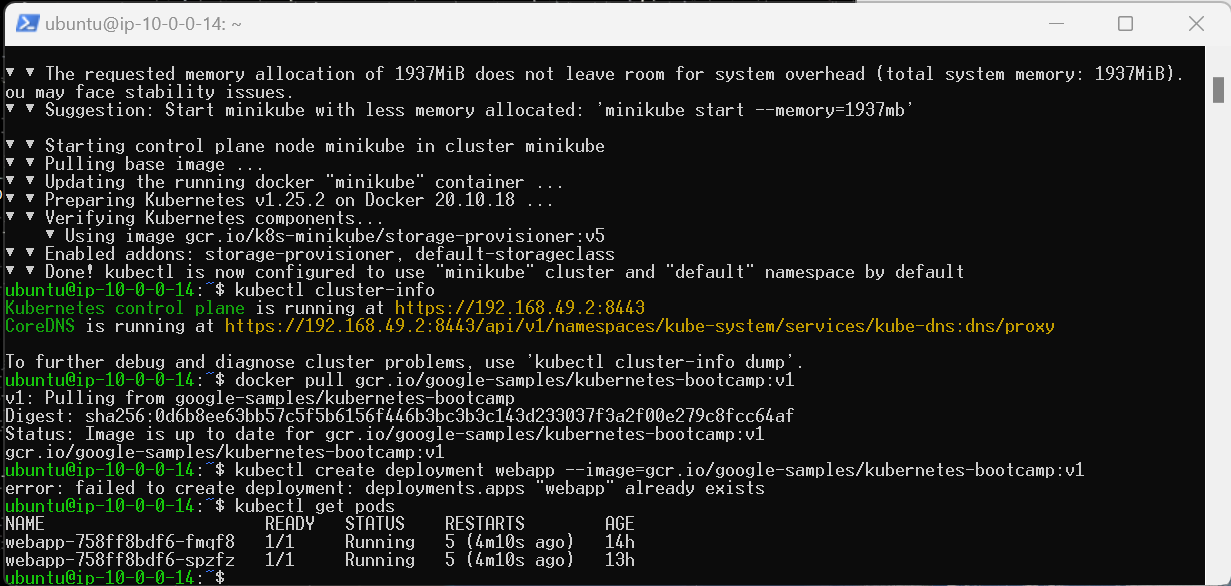 ubuntu@ip-10-0-0-14: ~
▼ ▼ The requested memory allocation of 1937MiB does not leave room for system overhead (total system memory: 1937MiB).
ou may face stability issues.
▼ ▼ Suggestion: Start minikube with less memory allocated: 'minikube start --memory=1937mb'
▼ ▼ Starting control plane node minikube in cluster minikube
▼ ▼ Pulling base image ...
▼ ▼ Updating the running docker "minikube" container ...
▼ ▼ Preparing Kubernetes v1.25.2 on Docker 20.10.18 ...
▼ ▼ Verifying Kubernetes components...
▼ Using image gcr.io/k8s-minikube/storage-provisioner:v5
▼ ▼ Enabled addons: storage-provisioner, default-storageclass
▼ ▼ Done! kubectl is now configured to use "minikube" cluster and "default" namespace by default
ubuntu@ip-10-0-0-14:~$ kubectl cluster-info
Kubernetes control plane is running at https://192.168.49.2:8443
CoreDNS is running at https://192.168.49.2:8443/api/v1/namespaces/kube-system/services/kube-dns:dns/proxy
To further debug and diagnose cluster problems, use 'kubectl cluster-info dump'.
ubuntu@ip-10-0-0-14:~$ docker pull gcr.io/google-samples/kubernetes-bootcamp:v1
v1: Pulling from google-samples/kubernetes-bootcamp
Digest: sha256:0d6b8ee63bb57c5f5b6156f446b3bc3b3c143d233037f3a2f00e279c8fcc64af
Status: Image is up to date for gcr.io/google-samples/kubernetes-bootcamp:v1
gcr.io/google-samples/kubernetes-bootcamp:v1
ubuntu@ip-10-0-0-14:~$ kubectl create deployment webapp --image=gcr.io/google-samples/kubernetes-bootcamp:v1
error: failed to create deployment: deployments.apps "webapp" already exists
ubuntu@ip-10-0-0-14:~$ kubectl get pods
NAME READY STATUS RESTARTS AGE
webapp-758ff8bdf6-fmqf8 1/1 Running 5 (4m10s ago) 14h
webapp-758ff8bdf6-spzfz 1/1 Running 5 (4m10s ago) 13h
ubuntu@ip-10-0-0-14:~$